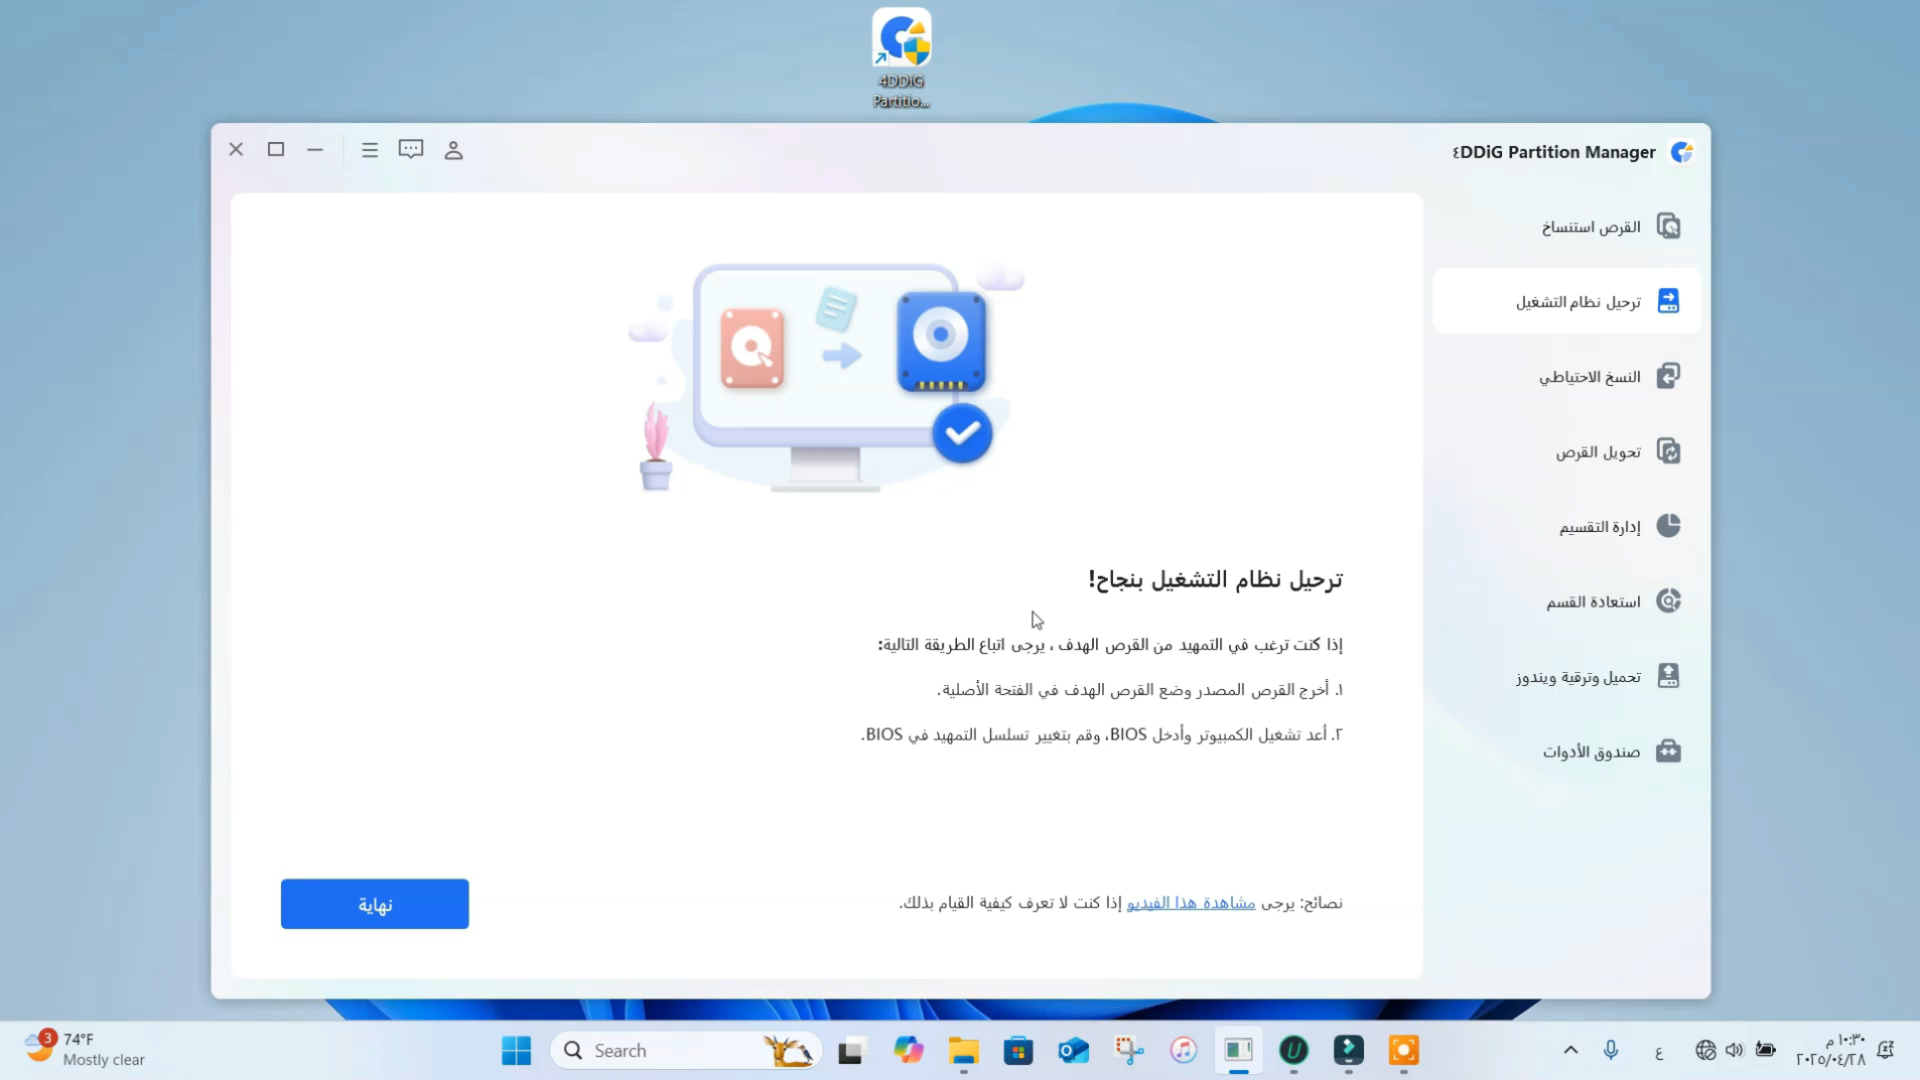 4DDiG
Partitio...
٤DDiG Partition Manager
القرص استنساخ
ترحيل نظام التشغيل
النسخ الاحتياطي
تحويل القرص
إدارة التقسيم
استعادة القسم
تحميل وترقية ويندوز
صندوق الأدوات
ترحيل نظام التشغيل بنجاح!
إذا كنت ترغب في التمهيد من القرص الهدف ، يرجى اتباع الطريقة التالية:
١. أخرج القرص المصدر وضع القرص الهدف في الفتحة الأصلية.
٢. أعد تشغيل الكمبيوتر وأدخل BIOS، وقم بتغيير تسلسل التمهيد في BIOS.
نصائح: يرجى مشاهدة هذا الفيديو إذا كنت لا تعرف كيفية القيام بذلك.
نهاية
3
74°F
Mostly clear
Search
ع
١٠:٣٠ م
٢٠٢٥/٠٤/٢٨